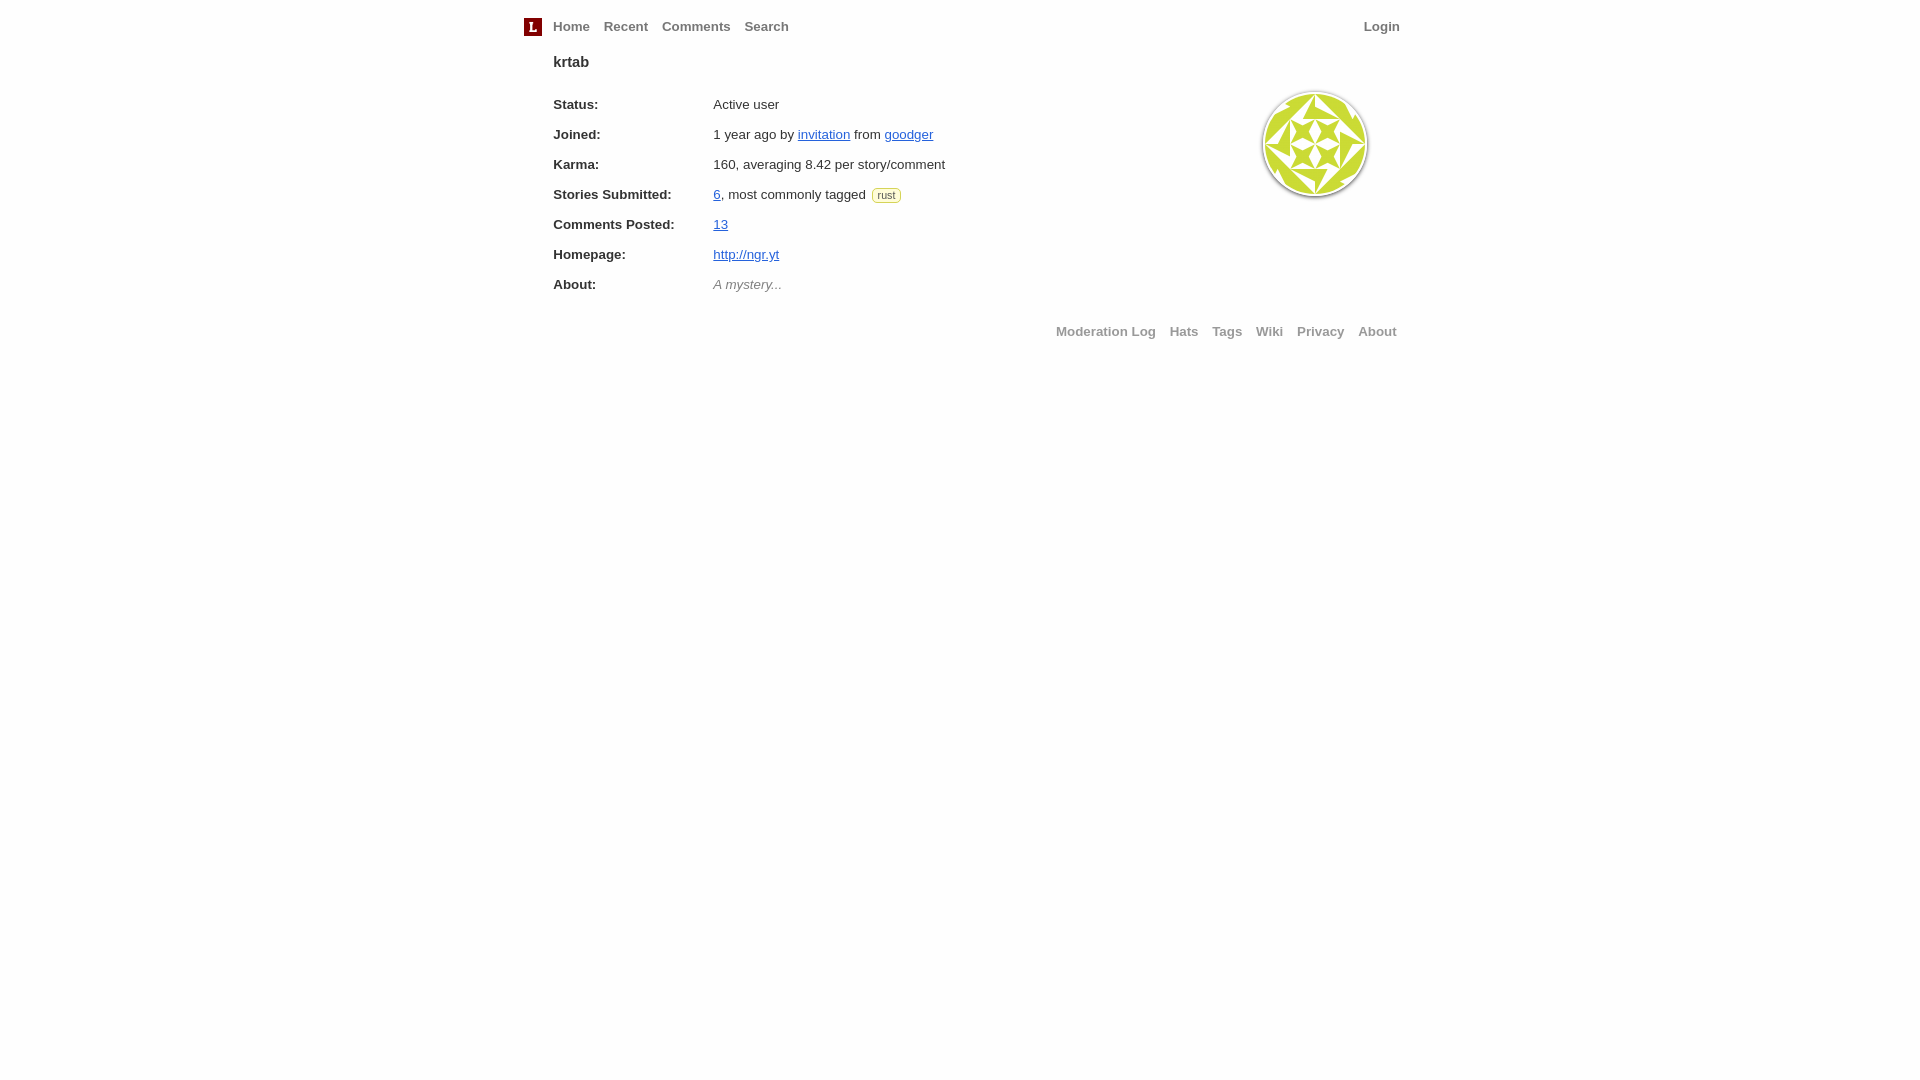 L Home Recent Comments Search Login
krtab
Status: Active user
Joined: 1 year ago by invitation from goodger
Karma: 160, averaging 8.42 per story/comment
Stories Submitted: 6, most commonly tagged rust
Comments Posted: 13
Homepage: http://ngr.yt
About: A mystery...
Moderation Log Hats Tags Wiki Privacy About